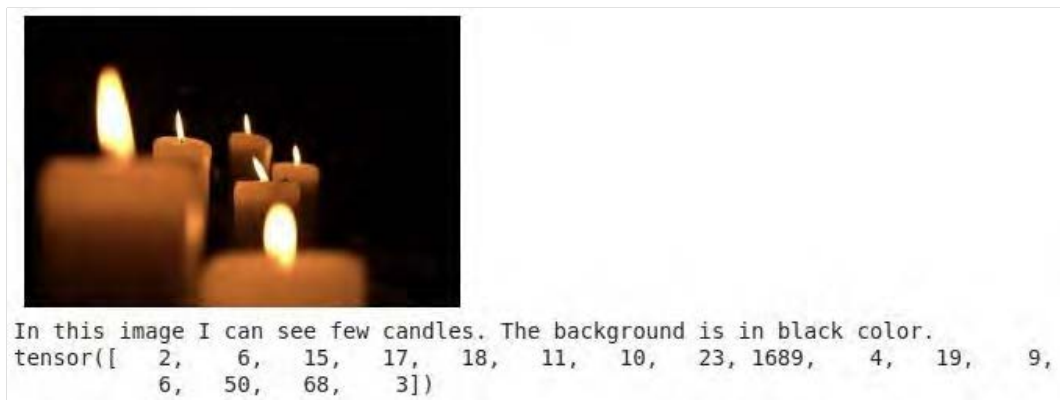 In this image I can see few candles. The background is in black color.
tensor([ 2, 6, 15, 17, 18, 11, 10, 23, 1689, 4, 19, 9,
6, 50, 68, 3])